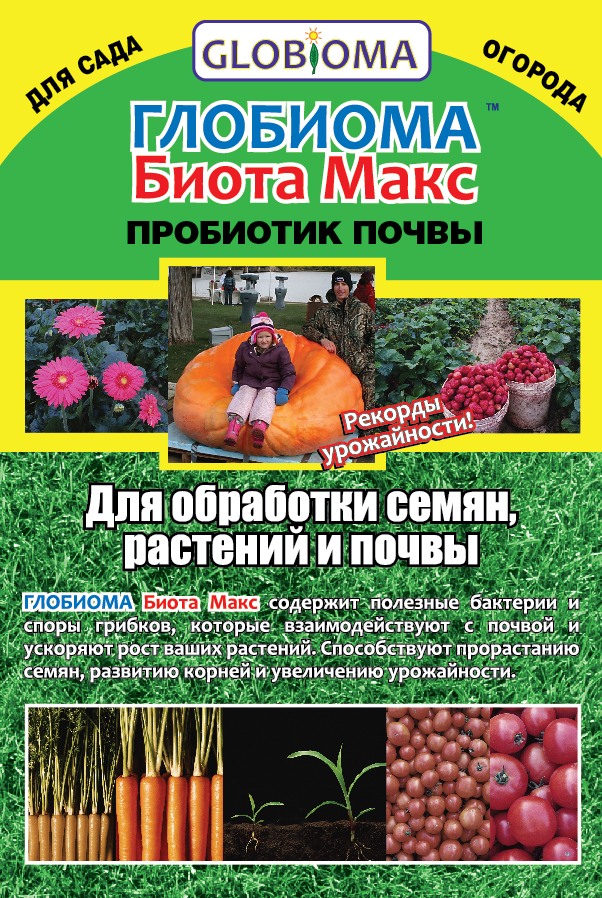 ДЛЯ САДА
GLOBIOMA
ОГОРОДА
ГЛОБИОМА™
Биота Макс
ПРОБИОТИК ПОЧВЫ
Рекорды
урожайности!
Для обработки семян,
растений и почвы
ГЛОБИОМА Биота Макс содержит полезные бактерии и
споры грибков, которые взаимодействуют с почвой и
ускоряют рост ваших растений. Способствуют прорастанию
семян, развитию корней и увеличению урожайности.